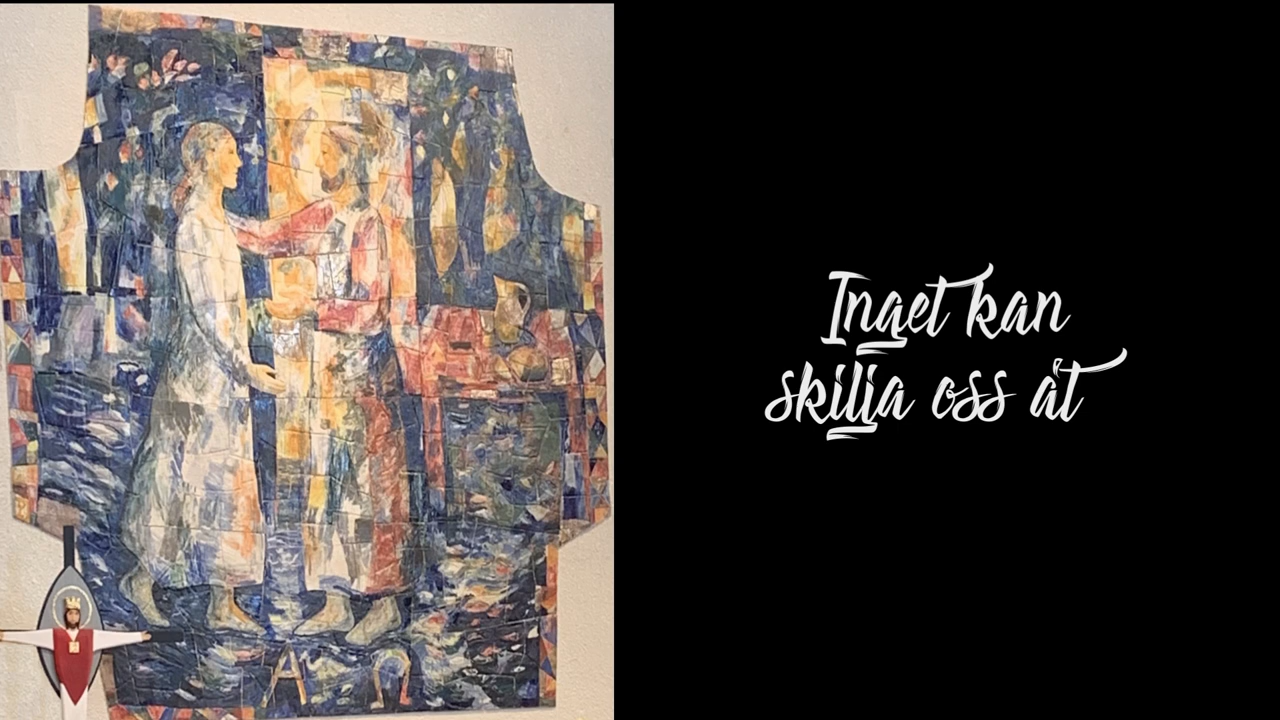 Inget kan
skilja oss åt
Α Ω